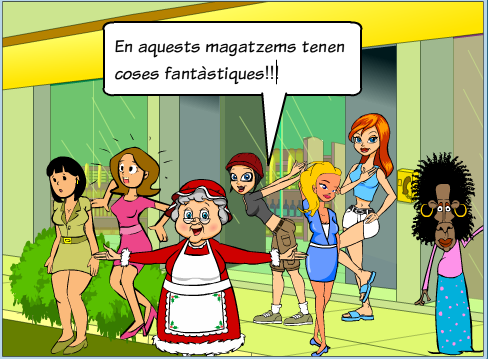 En aquests magatzems tenen
coses fantàstiques!!!